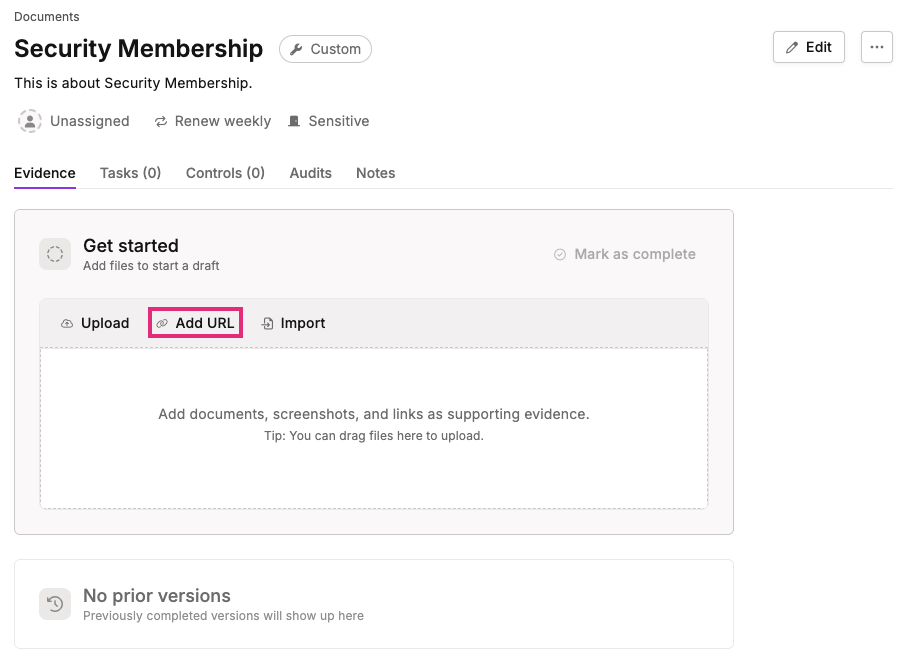 Documents
Security Membership Custom Edit
This is about Security Membership.
Unassigned Renew weekly Sensitive
Evidence Tasks (0) Controls (0) Audits Notes
Get started
Add files to start a draft
Mark as complete
Upload Add URL Import
Add documents, screenshots, and links as supporting evidence.
Tip: You can drag files here to upload.
No prior versions
Previously completed versions will show up here